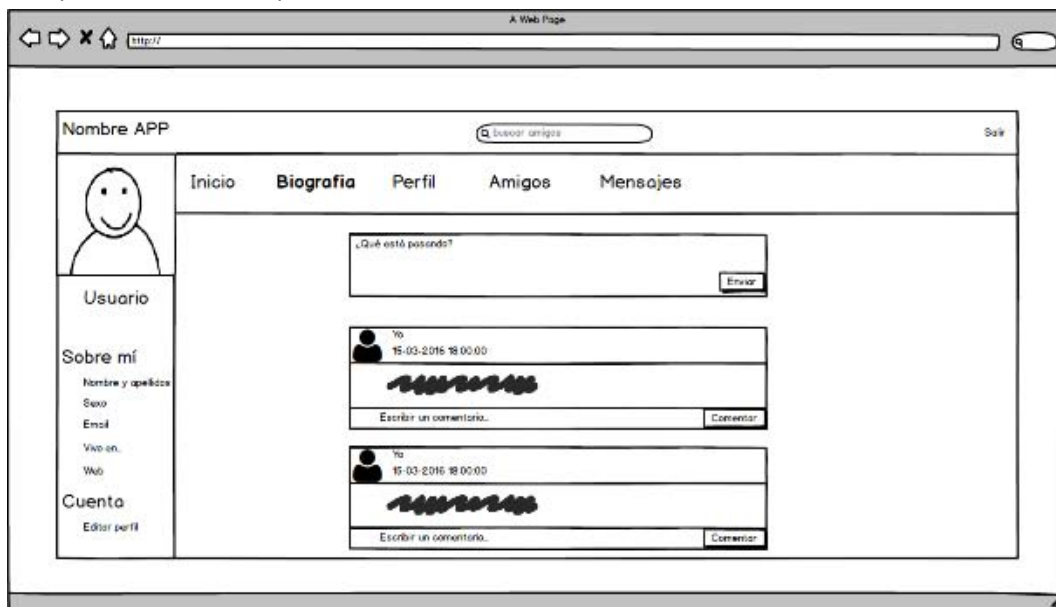 A Web Page
http://
Nombre APP
buscar amigos
Salir
Inicio Biografia Perfil Amigos Mensajes
¿Qué está pasando?
Enviar
Usuario
Yo
15-03-2016 18:00:00
Sobre mí
Nombre y apellidos
Sexo
Email
Vivo en..
Web
Escribir un comentario..
Comentar
Yo
15-03-2016 18:00:00
Cuenta
Editar perfil
Escribir un comentario..
Comentar